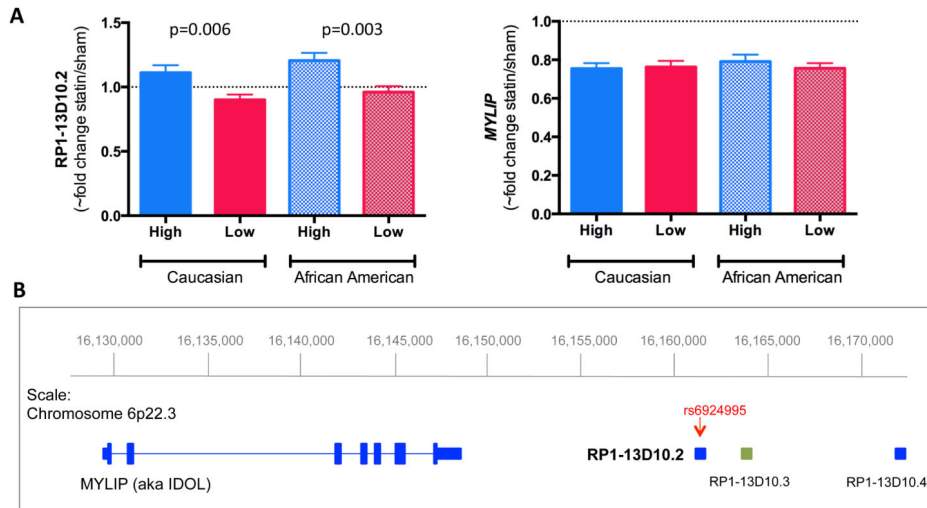 A
RP1-13D10.2
(~fold change statin/sham)
1.5
1.0
0.5
0.0
p=0.006
p=0.003
High
Low
High
Low
Caucasian
African American
MYLIP
(~fold change statin/sham)
1.0
0.8
0.6
0.4
0.2
0.0
High
Low
High
Low
Caucasian
African American
B
16,130,000 16,135,000 16,140,000 16,145,000 16,150,000 16,155,000 16,160,000 16,165,000 16,170,000
Scale:
Chromosome 6p22.3
rs6924995
RP1-13D10.2
MYLIP (aka IDOL)
RP1-13D10.3
RP1-13D10.4